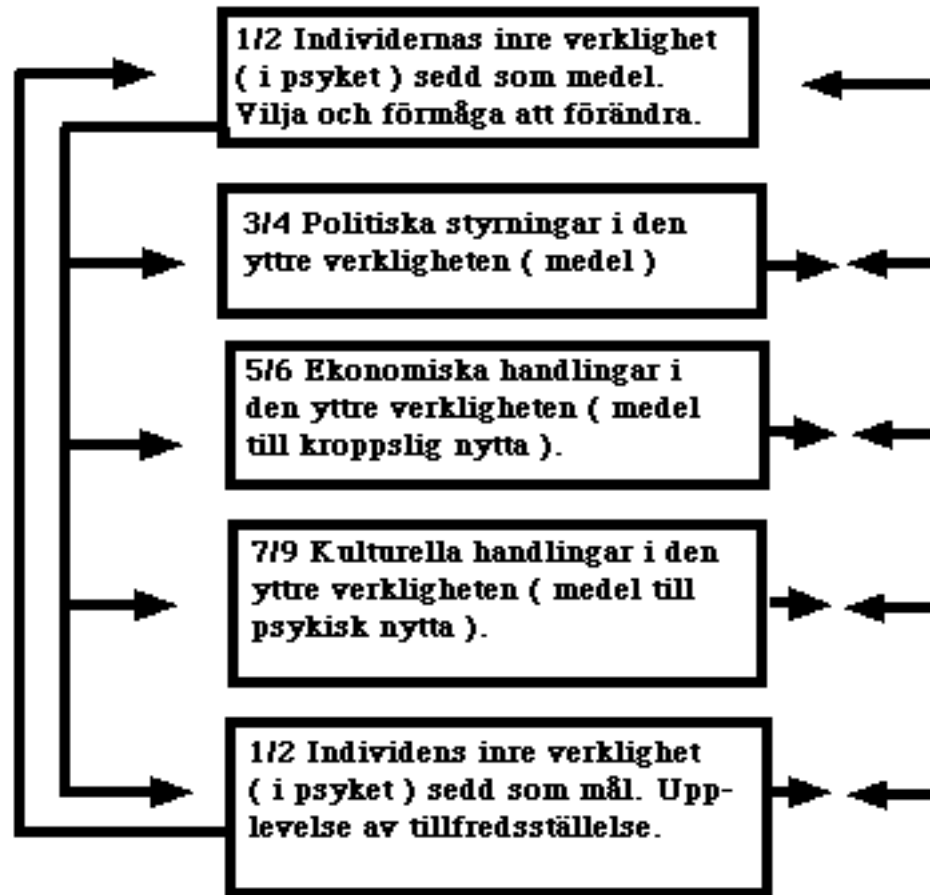 1/2 Individernas inre verklighet
( i psyket ) sedd som medel.
Vilja och förmåga att förändra.
3/4 Politiska styrningar i den
yttre verkligheten ( medel )
5/6 Ekonomiska handlingar i
den yttre verkligheten ( medel
till kroppslig nytta ).
7/9 Kulturella handlingar i den
yttre verkligheten ( medel till
psykisk nytta ).
1/2 Individens inre verklighet
( i psyket ) sedd som mål. Upp-
levelse av tillfredsställelse.